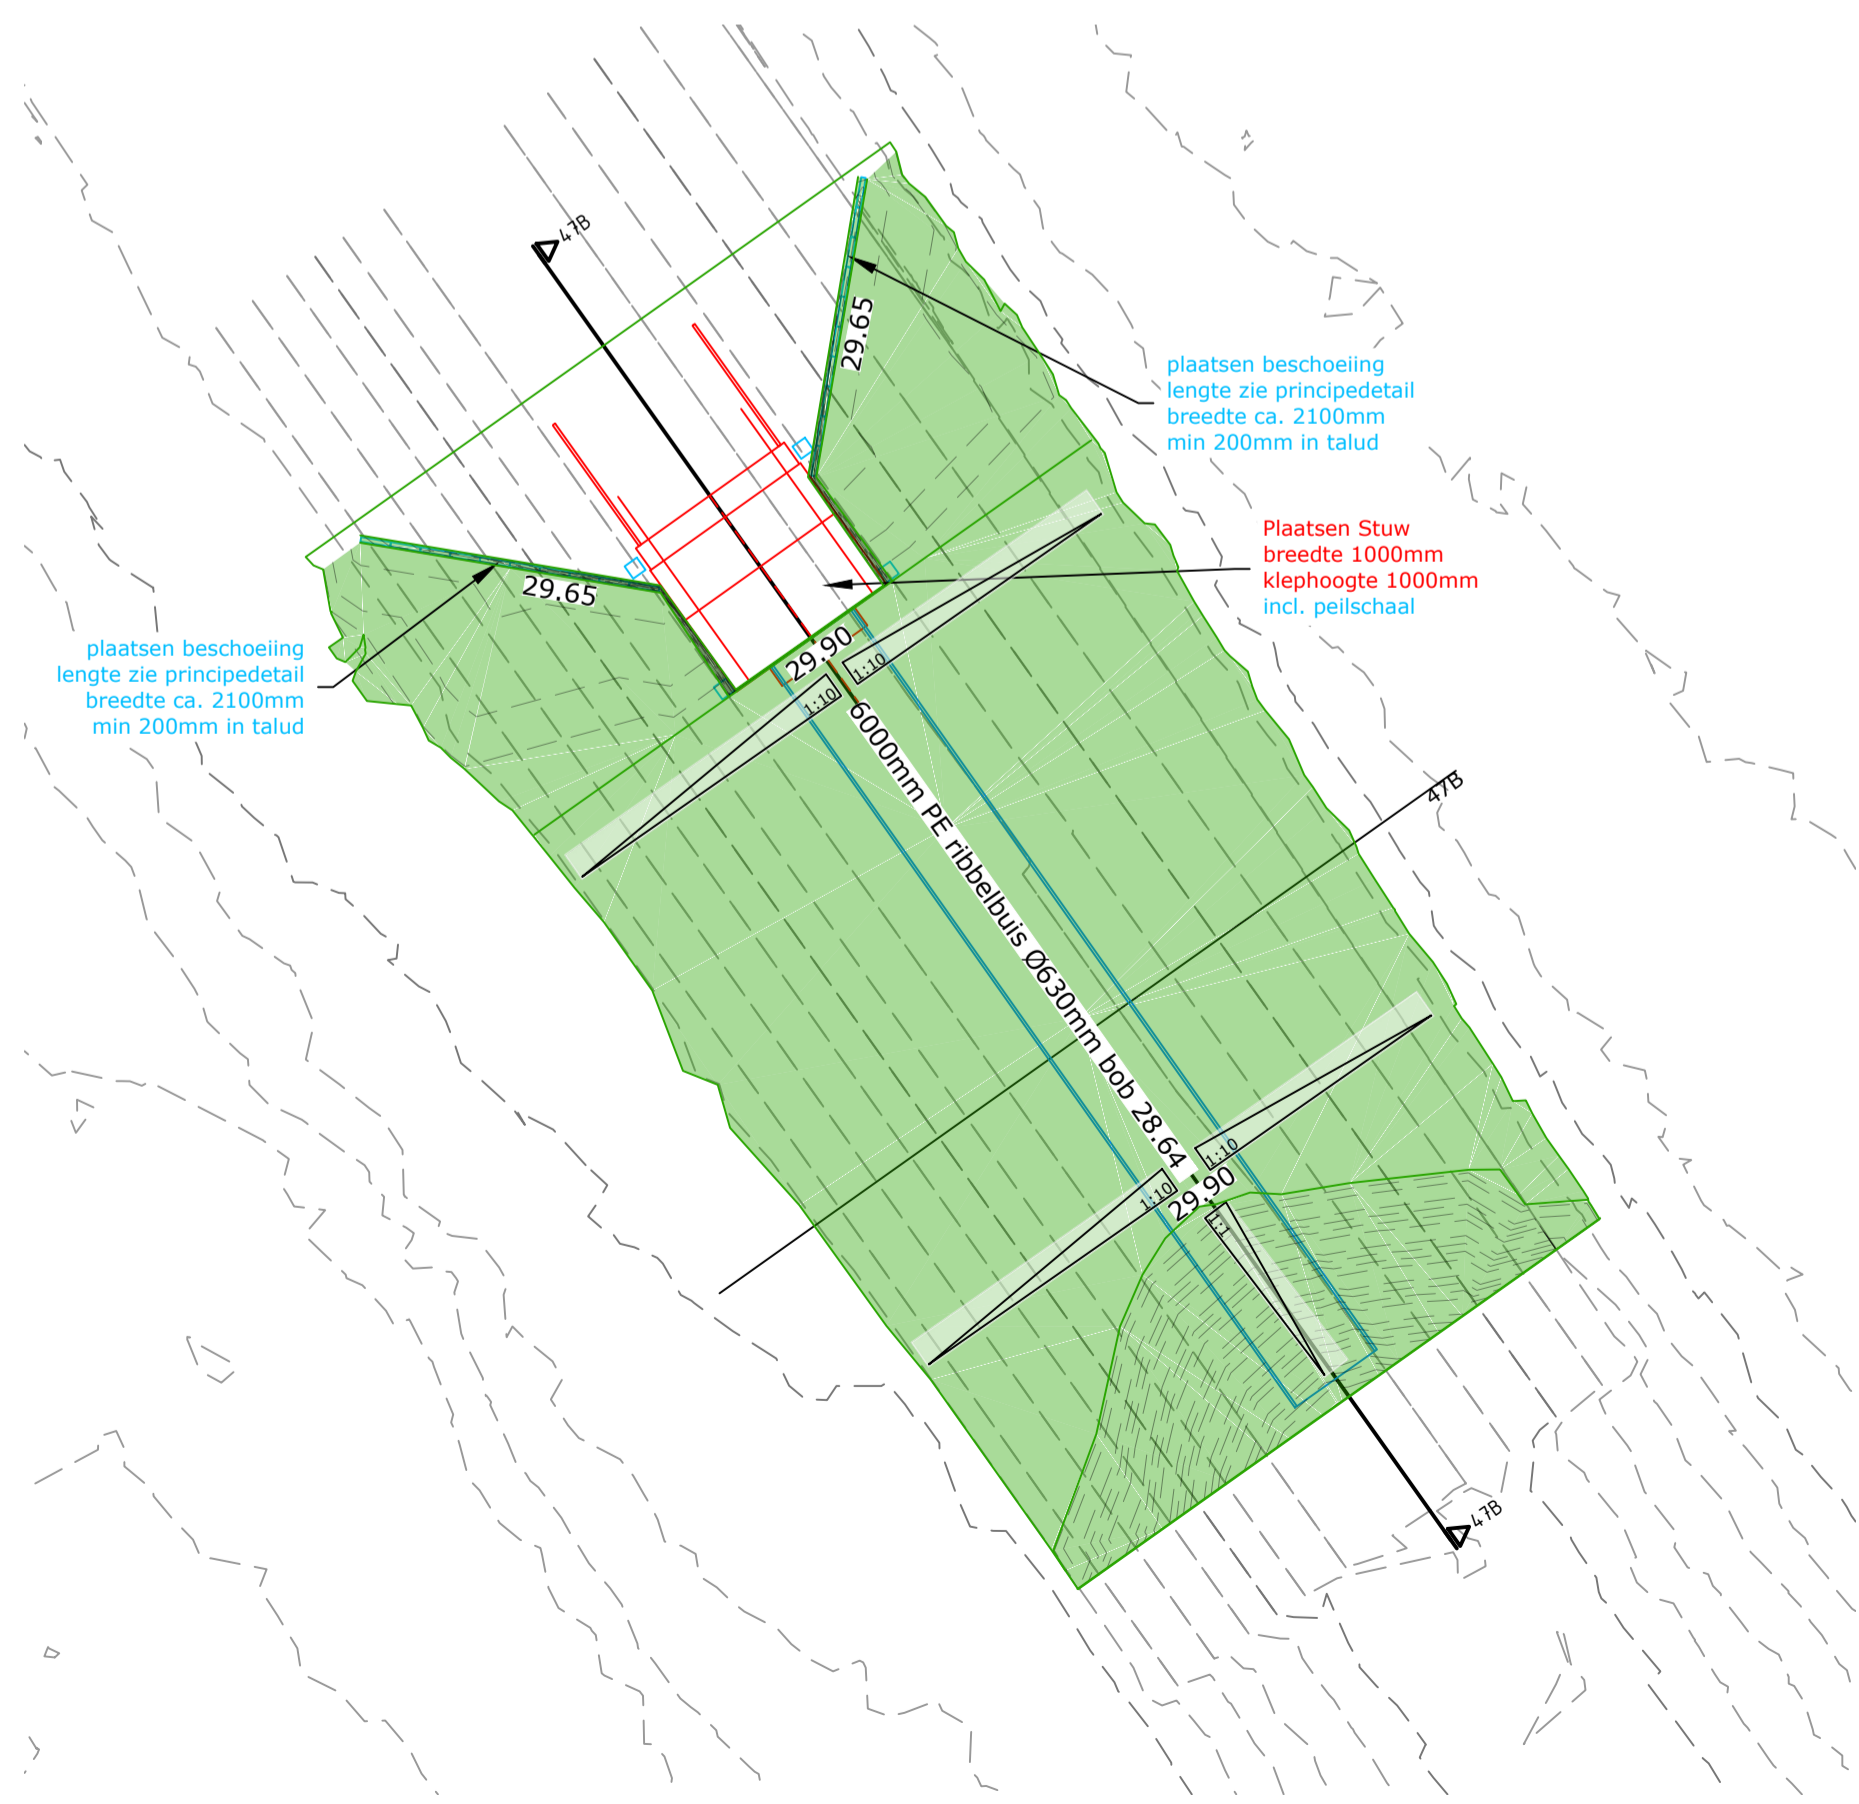 47B
29.65
plaatsen beschoeiing
lengte zie principedetail
breedte ca. 2100mm
min 200mm in talud
Plaatsen Stuw
breedte 1000mm
klephoogte 1000mm
incl. peilschaal
29.65
plaatsen beschoeiing
lengte zie principedetail
breedte ca. 2100mm
min 200mm in talud
29.90
1:10
1:10
6000mm PE ribbelbuis Ø630mm bob 28.64
47B
1:10
1:10
29.90
1:1
47B